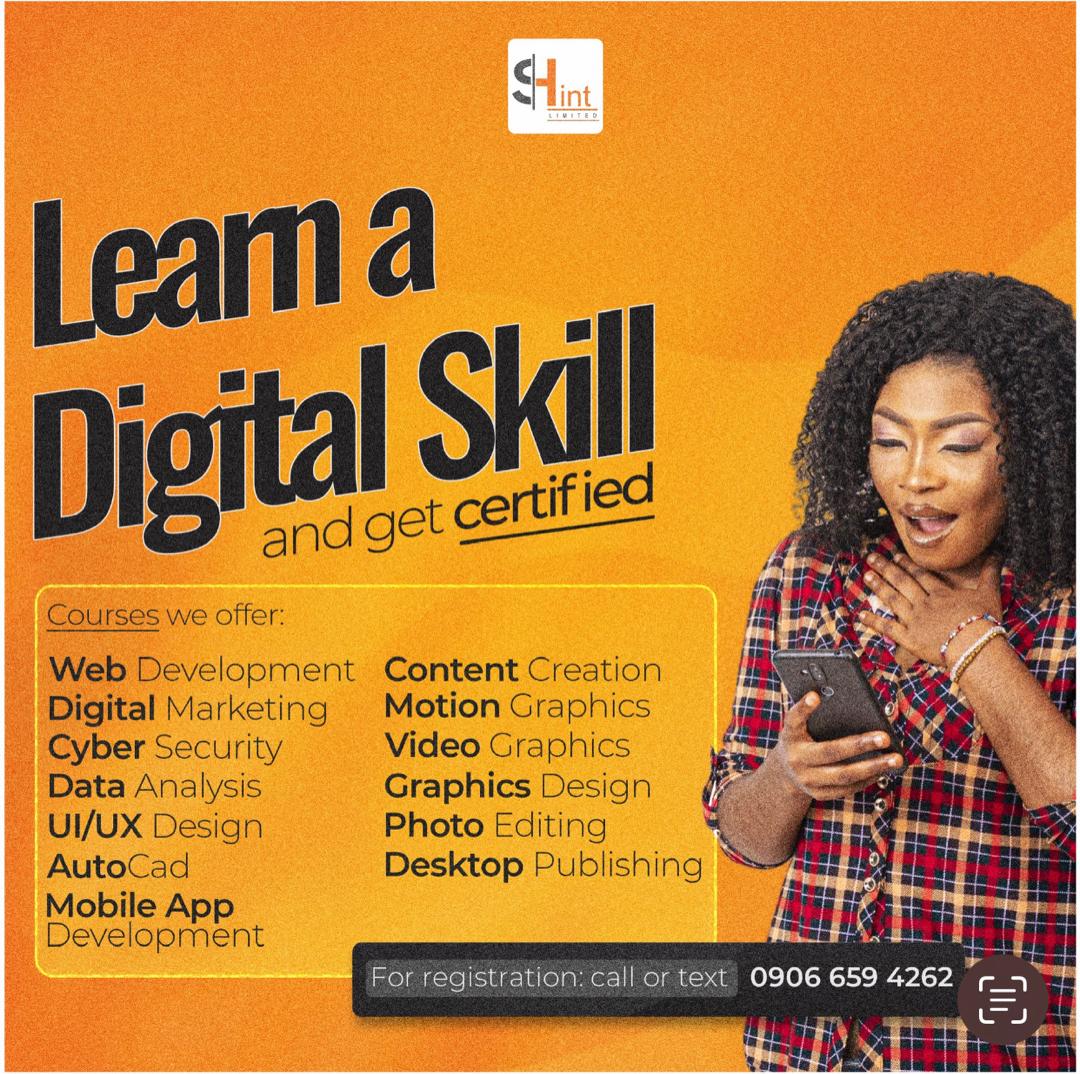 SHint
LIMITED
Learn a
Digital Skill
and get certified
Courses we offer:
Web Development
Digital Marketing
Cyber Security
Data Analysis
UI/UX Design
AutoCad
Mobile App
Development
Content Creation
Motion Graphics
Video Graphics
Graphics Design
Photo Editing
Desktop Publishing
For registration: call or text 0906 659 4262